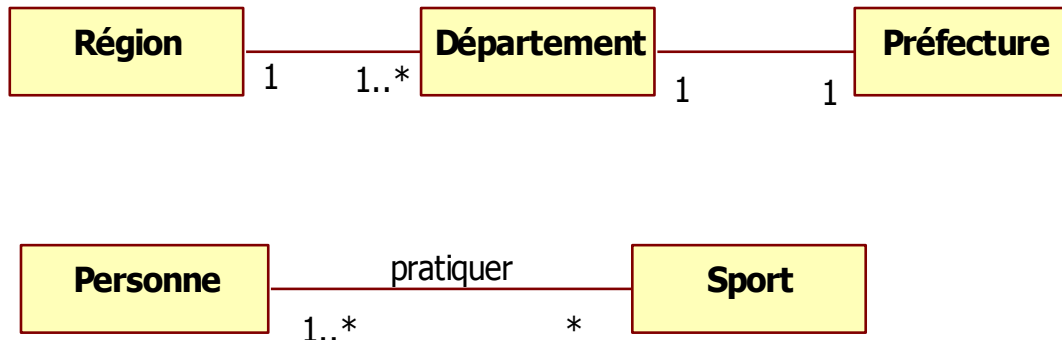 Région
Département
Préfecture
1
1..*
1
1
pratiquer
Personne
Sport
1..*
*